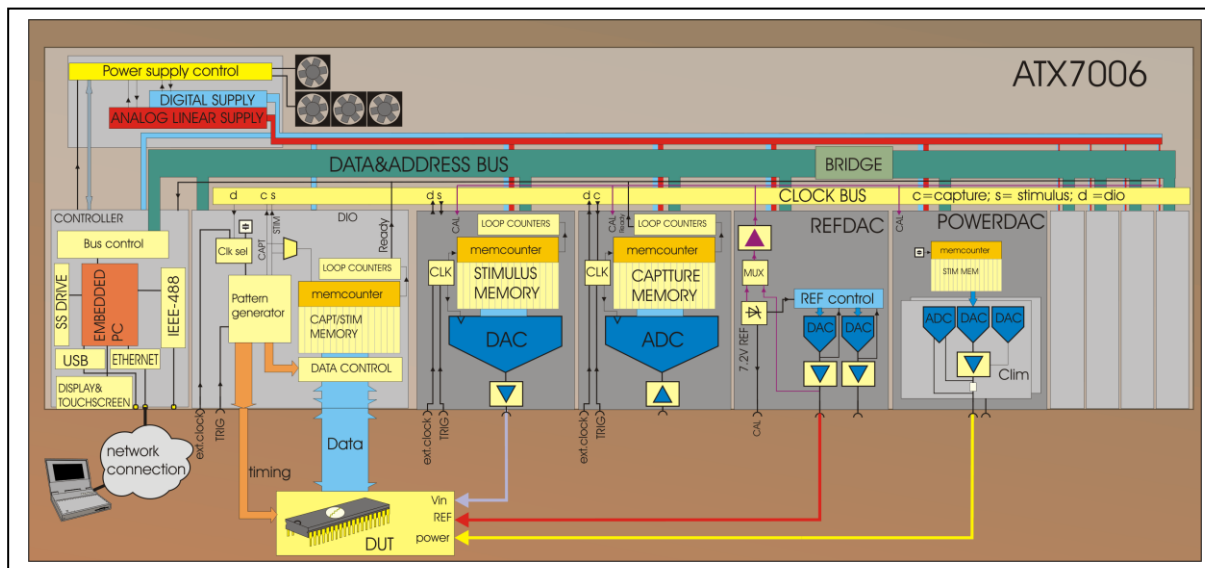 ATX7006
Power supply control
DIGITAL SUPPLY
ANALOG LINEAR SUPPLY
DATA&ADDRESS BUS
BRIDGE
d
c s
d s
d c
CLOCK BUS
c=capture; s= stimulus; d =dio
CONTROLLER
Bus control
SS DRIVE
EMBEDDED
PC
IEEE-488
USB
ETHERNET
DISPLAY&
TOUCHSCREEN
network
connection
DIO
Clk sel
CAPT
STIM
Ready
LOOP COUNTERS
memcounter
CAPT/STIM
MEMORY
Pattern
generator
DATA CONTROL
ext.clock
TRIG
timing
Data
CAL
LOOP COUNTERS
memcounter
CLK
STIMULUS
MEMORY
DAC
ext.clock
TRIG
CAL
Ready
LOOP COUNTERS
memcounter
CLK
CAPTTURE
MEMORY
ADC
ext.clock
TRIG
REFDAC
MUX
REF control
7.2V REF
DAC
DAC
CAL
CAL
POWERDAC
memcounter
STIM MEM
ADC
DAC
DAC
Clim
Vin
REF
power
DUT